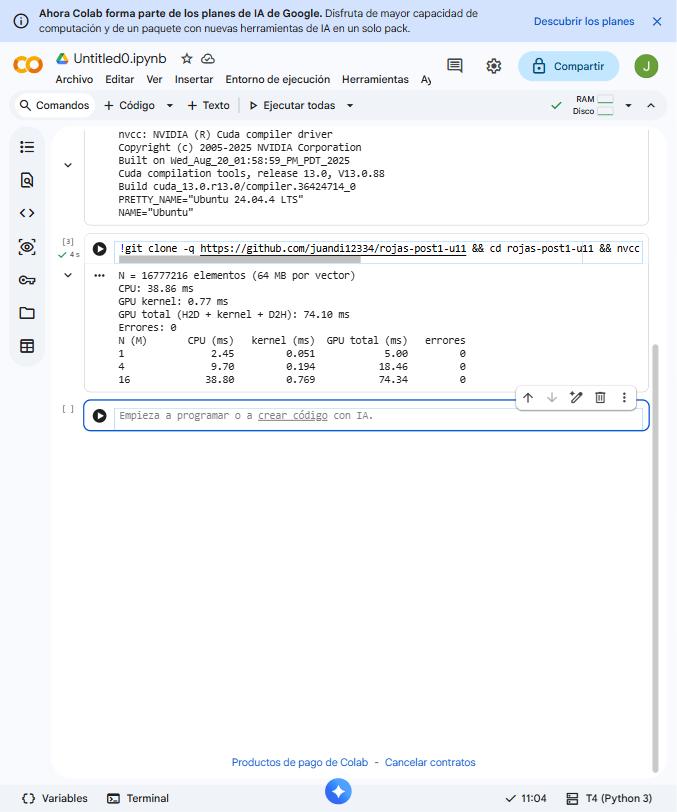 Ahora Colab forma parte de los planes de IA de Google. Disfruta de mayor capacidad de
computación y de un paquete con nuevas herramientas de IA en un solo pack.
Descubrir los planes
Untitled0.ipynb
Archivo Editar Ver Insertar Entorno de ejecución Herramientas Ay
Compartir
J
Comandos + Código + Texto Ejecutar todas
RAM
Disco
nvcc: NVIDIA (R) Cuda compiler driver
Copyright (c) 2005-2025 NVIDIA Corporation
Built on Wed_Aug_20_01:58:59_PM_PDT_2025
Cuda compilation tools, release 13.0, V13.0.88
Build cuda_13.0.r13.0/compiler.36424714_0
PRETTY_NAME="Ubuntu 24.04.4 LTS"
NAME="Ubuntu"
[3]
4 s
!git clone -q https://github.com/juandi12334/rojas-post1-u11 && cd rojas-post1-u11 && nvcc
N = 16777216 elementos (64 MB por vector)
CPU: 38.86 ms
GPU kernel: 0.77 ms
GPU total (H2D + kernel + D2H): 74.10 ms
Errores: 0
N (M) CPU (ms) kernel (ms) GPU total (ms) errores
1 2.45 0.051 5.00 0
4 9.70 0.194 18.46 0
16 38.80 0.769 74.34 0
[ ]
Empieza a programar o a crear código con IA.
Productos de pago de Colab - Cancelar contratos
Variables Terminal 11:04 T4 (Python 3)